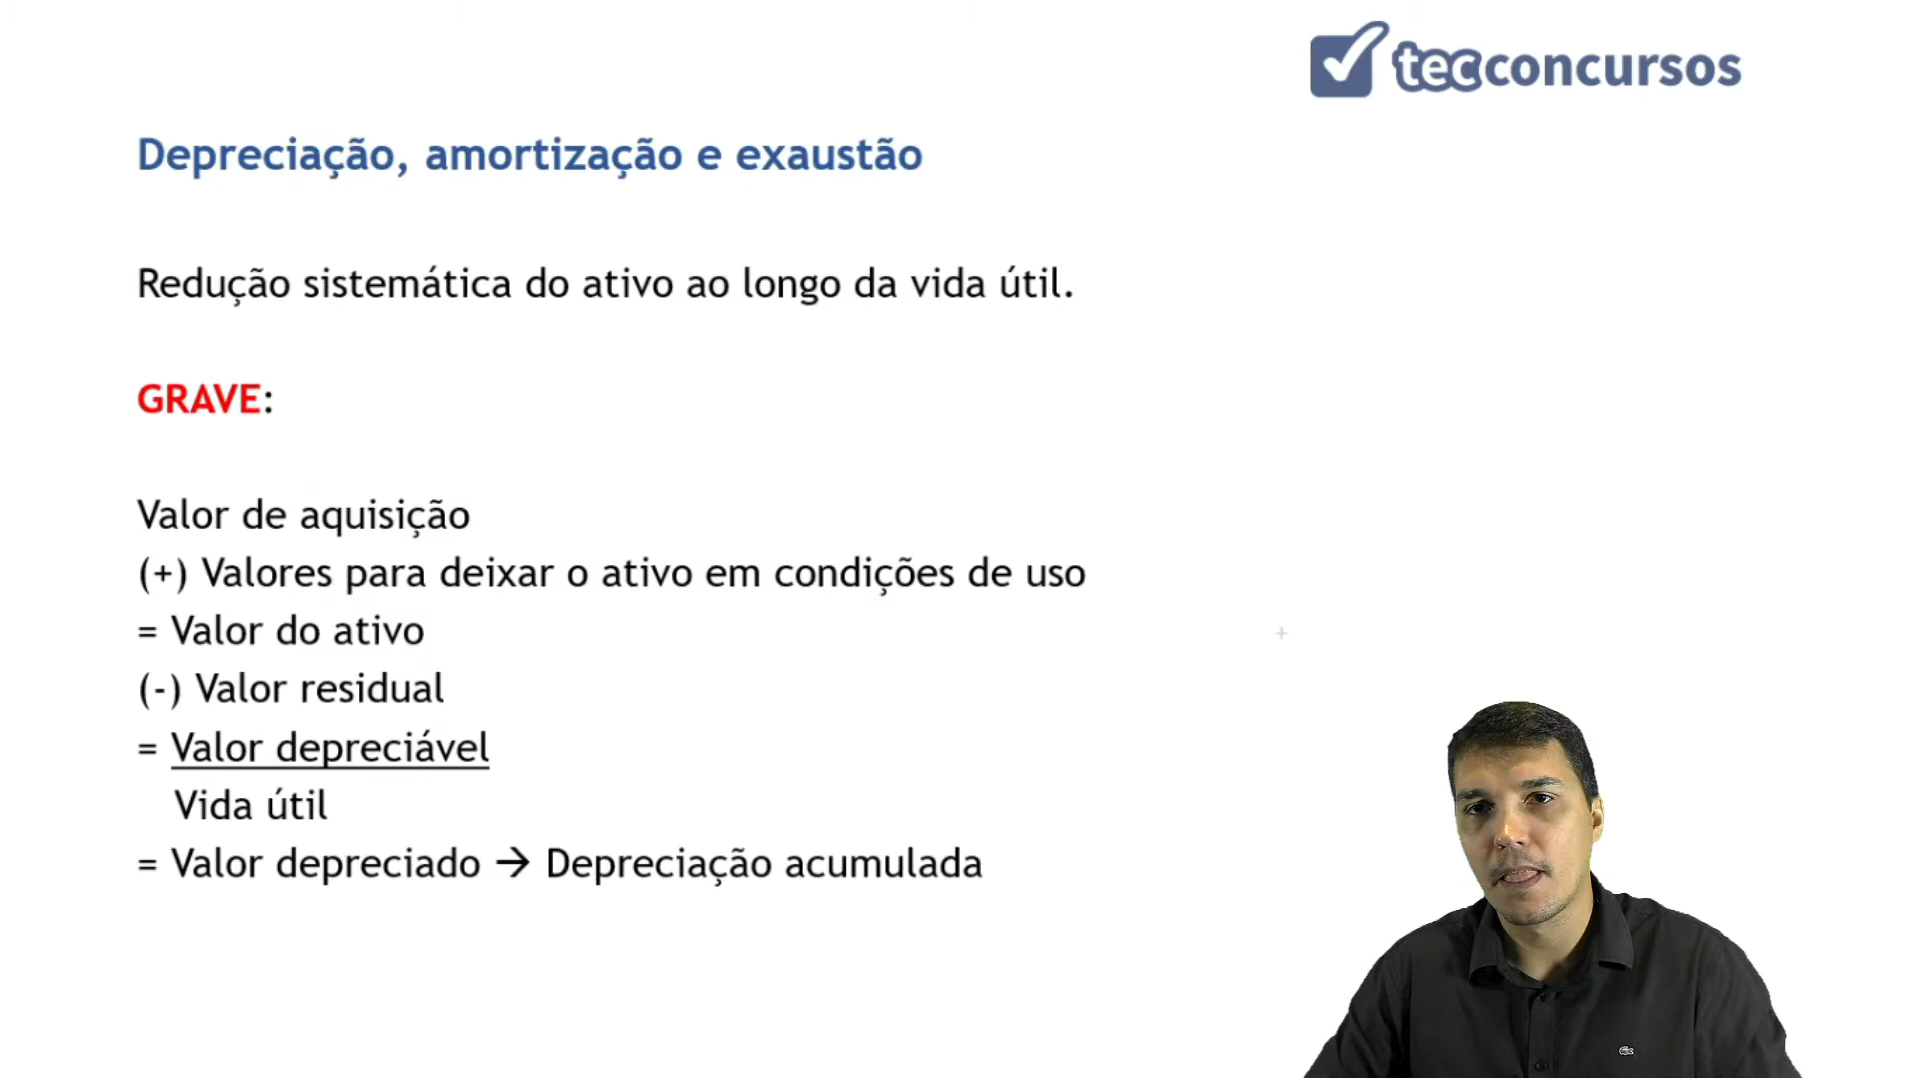 tecconcursos
Depreciação, amortização e exaustão
Redução sistemática do ativo ao longo da vida útil.
GRAVE:
Valor de aquisição
(+) Valores para deixar o ativo em condições de uso
= Valor do ativo
(-) Valor residual
= Valor depreciável
Vida útil
= Valor depreciado → Depreciação acumulada